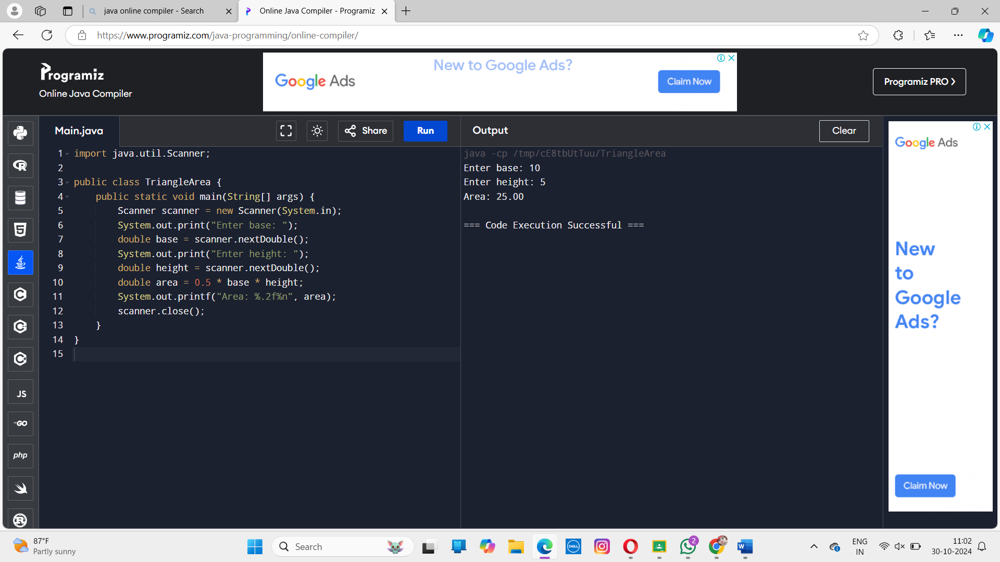 java online compiler - Search
Online Java Compiler - Programiz
https://www.programiz.com/java-programming/online-compiler/
Programiz
Online Java Compiler
Google Ads
New to Google Ads?
Claim Now
Programiz PRO
Main.java
Share
Run
Output
Clear
1 import java.util.Scanner;
2
3 public class TriangleArea {
4 public static void main(String[] args) {
5 Scanner scanner = new Scanner(System.in);
6 System.out.print("Enter base: ");
7 double base = scanner.nextDouble();
8 System.out.print("Enter height: ");
9 double height = scanner.nextDouble();
10 double area = 0.5 * base * height;
11 System.out.printf("Area: %.2f%n", area);
12 scanner.close();
13 }
14 }
15
java -cp /tmp/cE8tbUtTuu/TriangleArea
Enter base: 10
Enter height: 5
Area: 25.00
=== Code Execution Successful ===
Google Ads
New
to
Google
Ads?
Claim Now
JS
GO
php
87°F
Partly sunny
Search
DELL
2
W
ENG
IN
11:02
30-10-2024